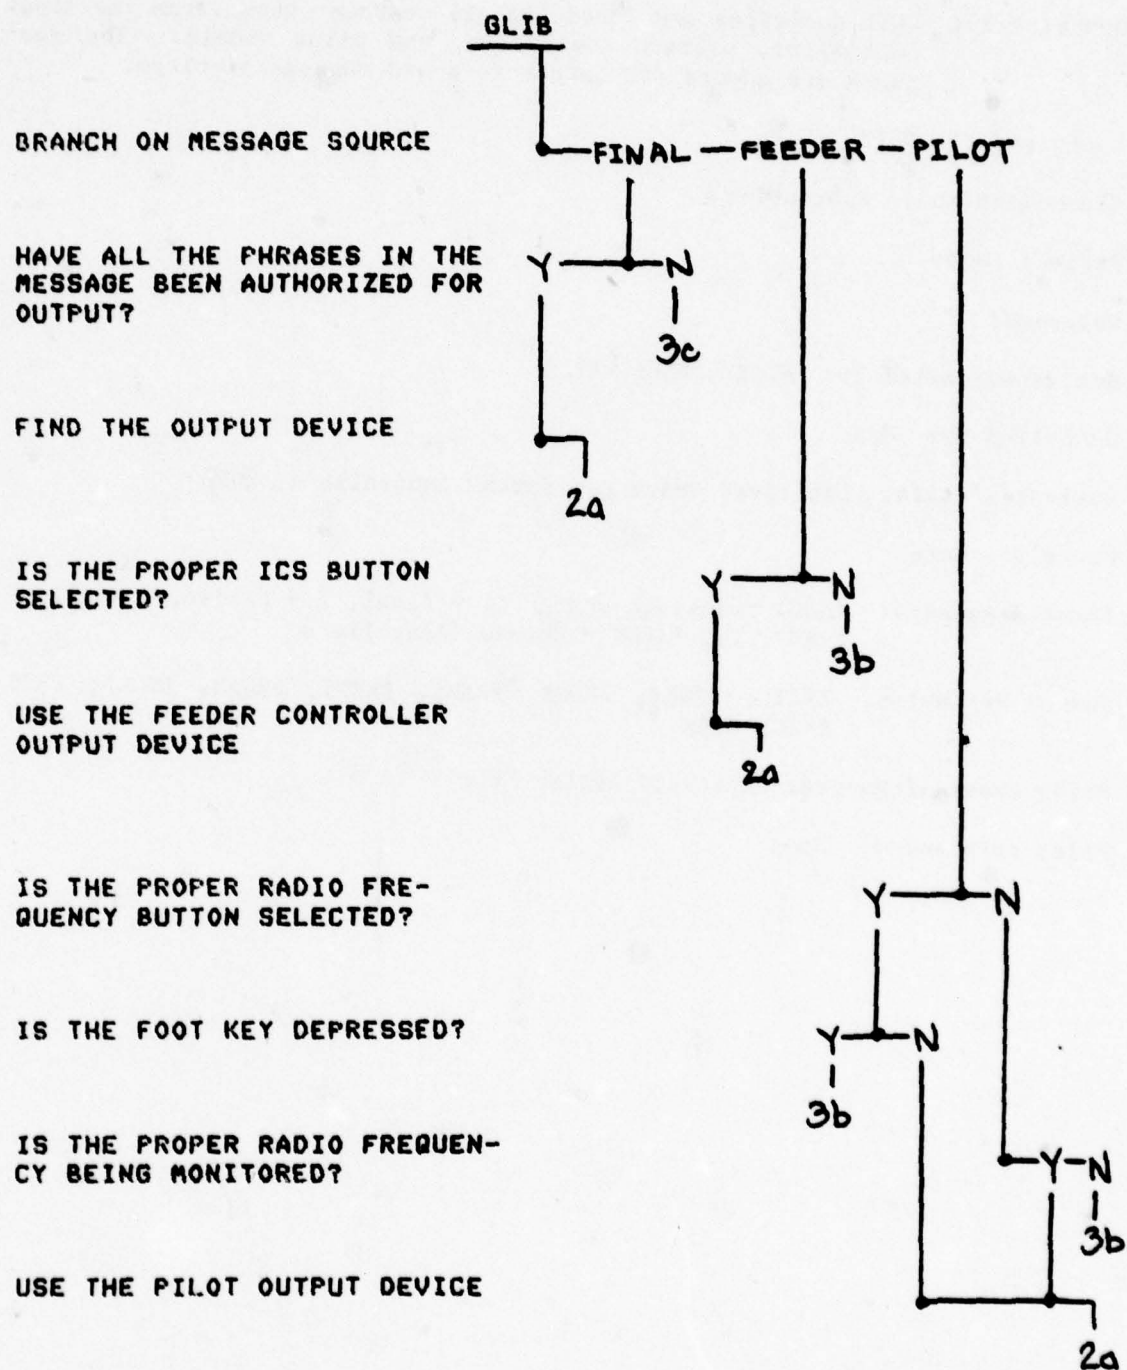 GLIB
BRANCH ON MESSAGE SOURCE
FINAL — FEEDER — PILOT
HAVE ALL THE PHRASES IN THE
MESSAGE BEEN AUTHORIZED FOR
OUTPUT?
Y N
3c
FIND THE OUTPUT DEVICE
2a
IS THE PROPER ICS BUTTON
SELECTED?
Y N
3b
USE THE FEEDER CONTROLLER
OUTPUT DEVICE
2a
IS THE PROPER RADIO FRE-
QUENCY BUTTON SELECTED?
Y N
IS THE FOOT KEY DEPRESSED?
Y N
3b
IS THE PROPER RADIO FREQUEN-
CY BEING MONITORED?
Y N
3b
USE THE PILOT OUTPUT DEVICE
2a